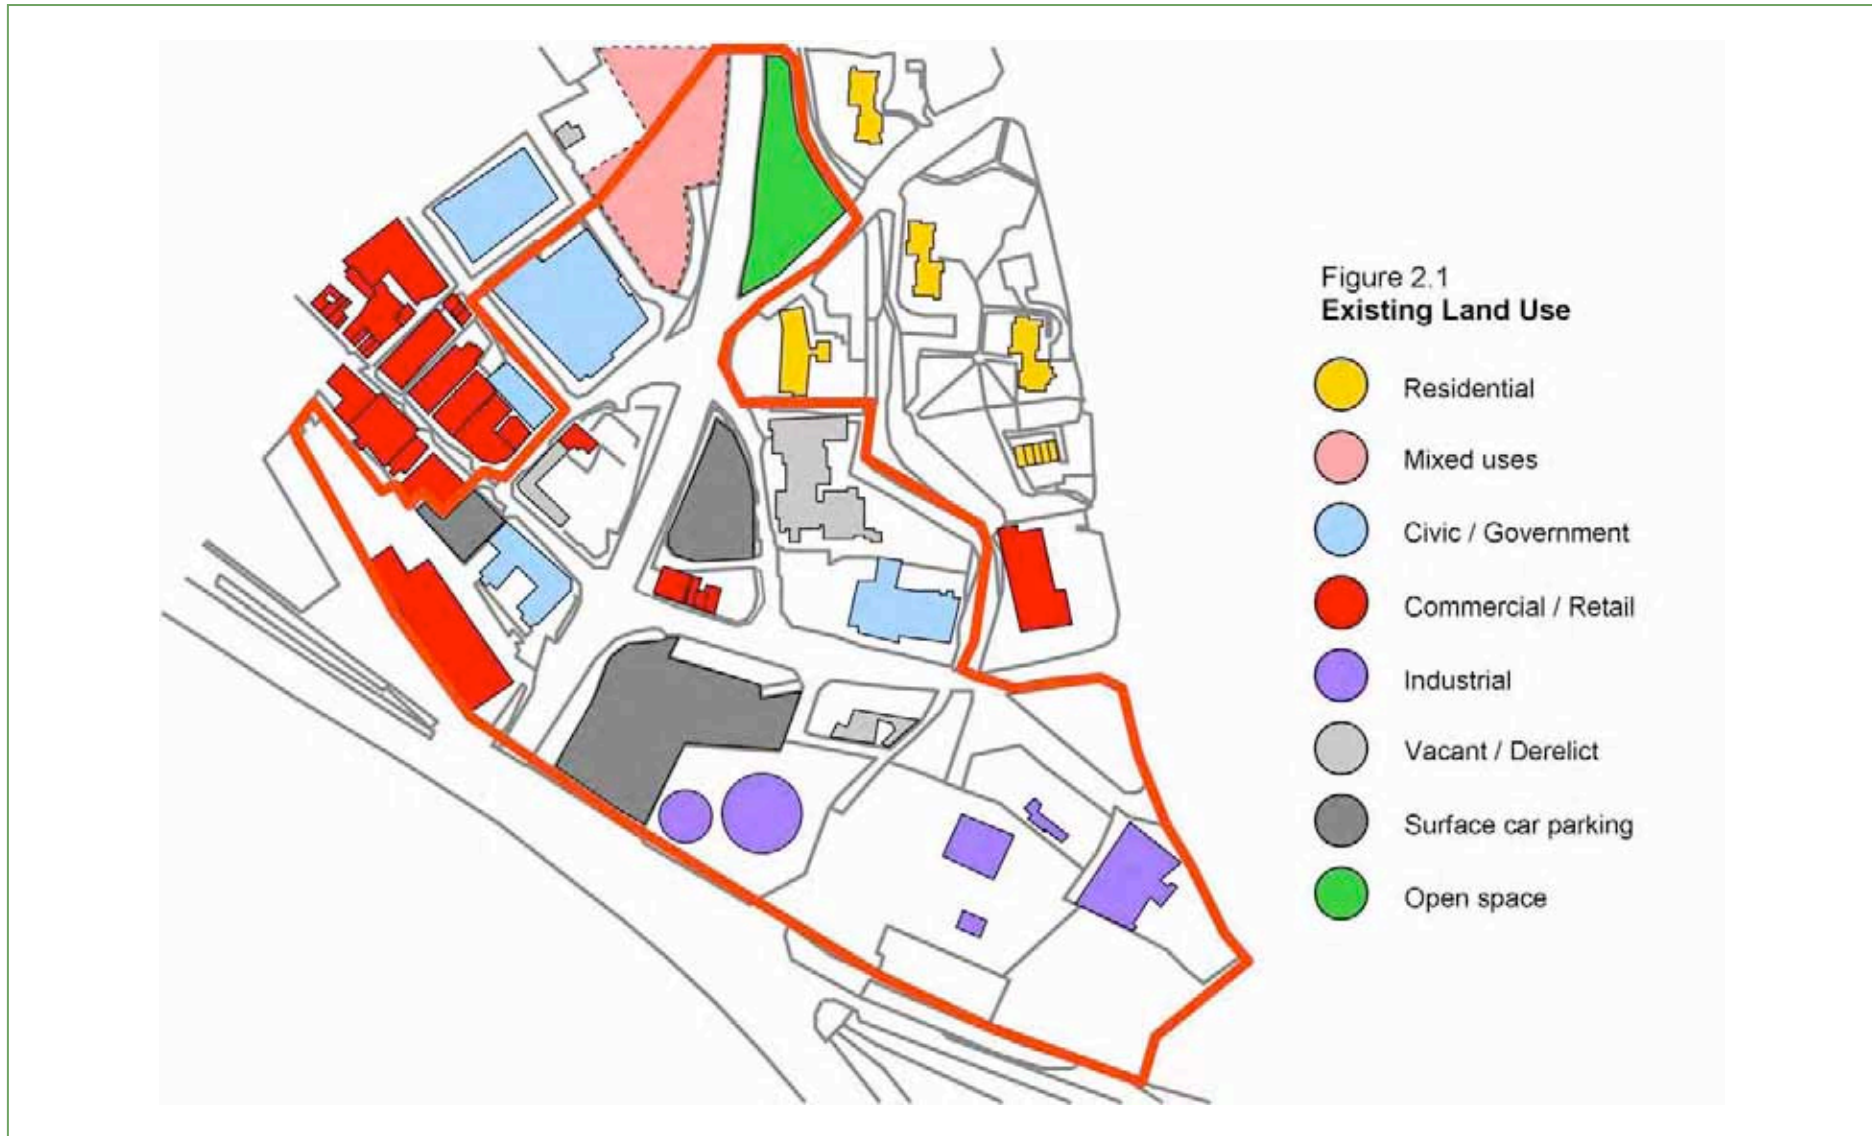 Figure 2.1
Existing Land Use
Residential
Mixed uses
Civic / Government
Commercial / Retail
Industrial
Vacant / Derelict
Surface car parking
Open space